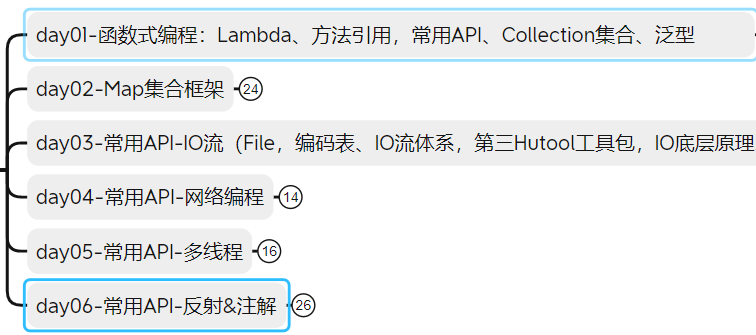 day01-函数式编程：Lambda、方法引用，常用API、Collection集合、泛型
day02-Map集合框架 24
day03-常用API-IO流（File，编码表、IO流体系，第三Hutool工具包，IO底层原理
day04-常用API-网络编程 14
day05-常用API-多线程 16
day06-常用API-反射&注解 26